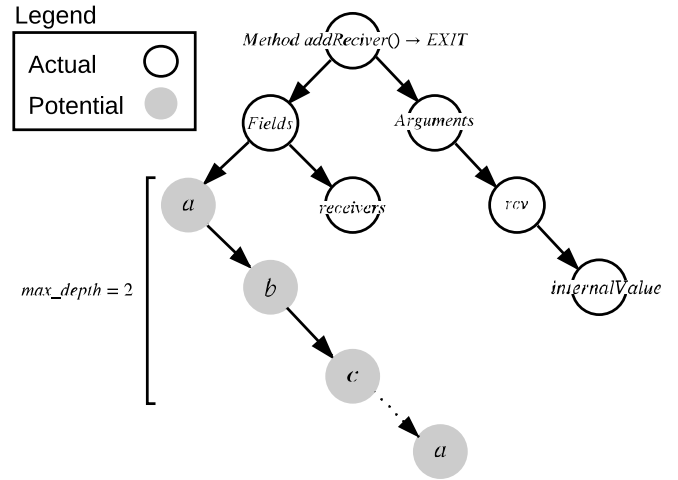 Legend
Actual
Potential
Method addReciver() → EXIT
Fields
Arguments
a
receivers
rcv
max_depth = 2
b
internalValue
c
a